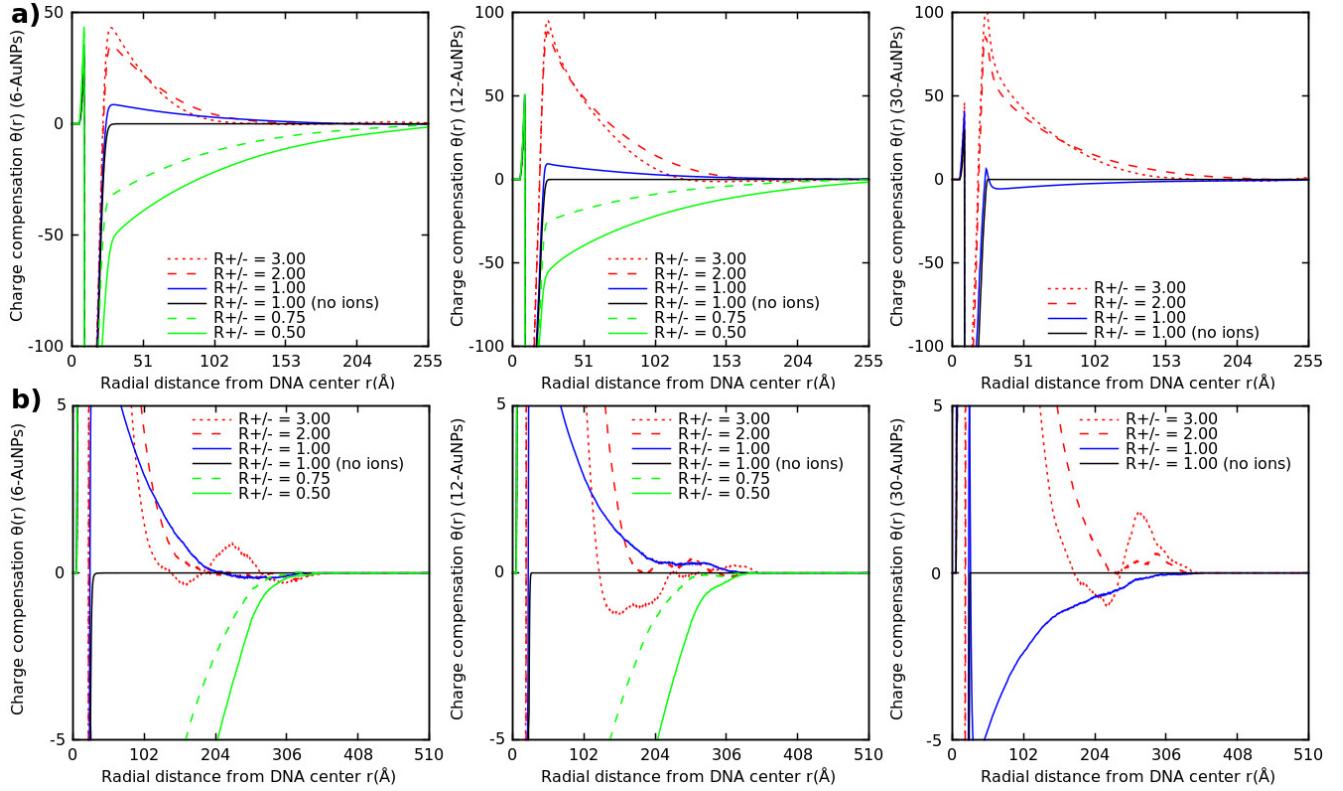 a)
Charge compensation θ(r) (6-AuNPs)
50
0
-50
-100
R+/- = 3.00
R+/- = 2.00
R+/- = 1.00
R+/- = 1.00 (no ions)
R+/- = 0.75
R+/- = 0.50
0 51 102 153 204 255
Radial distance from DNA center r(Å)
Charge compensation θ(r) (12-AuNPs)
100
50
0
-50
-100
R+/- = 3.00
R+/- = 2.00
R+/- = 1.00
R+/- = 1.00 (no ions)
R+/- = 0.75
R+/- = 0.50
0 51 102 153 204 255
Radial distance from DNA center r(Å)
Charge compensation θ(r) (30-AuNPs)
100
50
0
-50
-100
R+/- = 3.00
R+/- = 2.00
R+/- = 1.00
R+/- = 1.00 (no ions)
0 51 102 153 204 255
Radial distance from DNA center r(Å)
b)
Charge compensation θ(r) (6-AuNPs)
5
0
-5
R+/- = 3.00
R+/- = 2.00
R+/- = 1.00
R+/- = 1.00 (no ions)
R+/- = 0.75
R+/- = 0.50
0 102 204 306 408 510
Radial distance from DNA center r(Å)
Charge compensation θ(r) (12-AuNPs)
5
0
-5
R+/- = 3.00
R+/- = 2.00
R+/- = 1.00
R+/- = 1.00 (no ions)
R+/- = 0.75
R+/- = 0.50
0 102 204 306 408 510
Radial distance from DNA center r(Å)
Charge compensation θ(r) (30-AuNPs)
5
0
-5
R+/- = 3.00
R+/- = 2.00
R+/- = 1.00
R+/- = 1.00 (no ions)
0 102 204 306 408 510
Radial distance from DNA center r(Å)